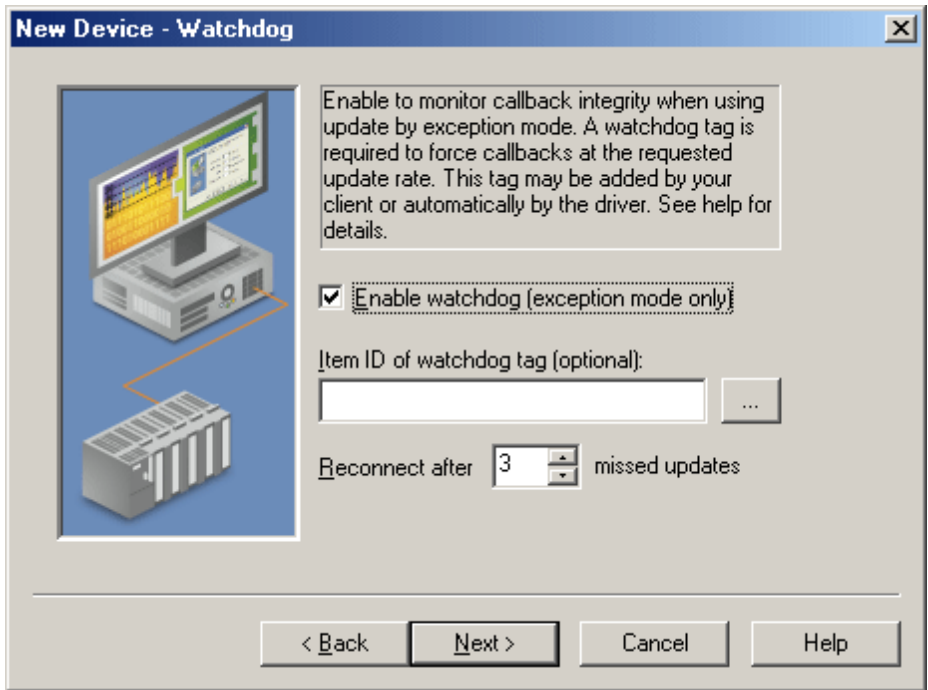 New Device - Watchdog
Enable to monitor callback integrity when using
update by exception mode. A watchdog tag is
required to force callbacks at the requested
update rate. This tag may be added by your
client or automatically by the driver. See help for
details.
Enable watchdog (exception mode only)
Item ID of watchdog tag (optional):
...
Reconnect after 3 missed updates
< Back Next > Cancel Help